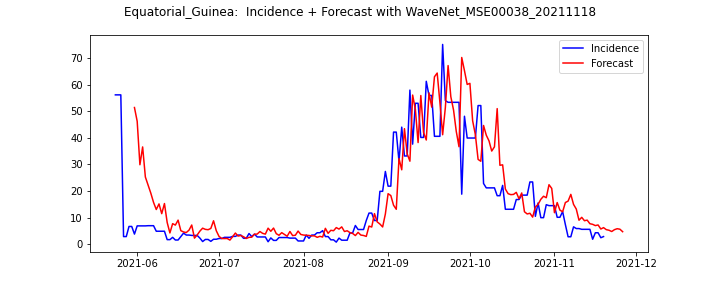 Equatorial_Guinea:  Incidence + Forecast with WaveNet_MSE00038_20211118
Incidence
Forecast
70
60
50
40
30
20
10
0
2021-06 2021-07 2021-08 2021-09 2021-10 2021-11 2021-12